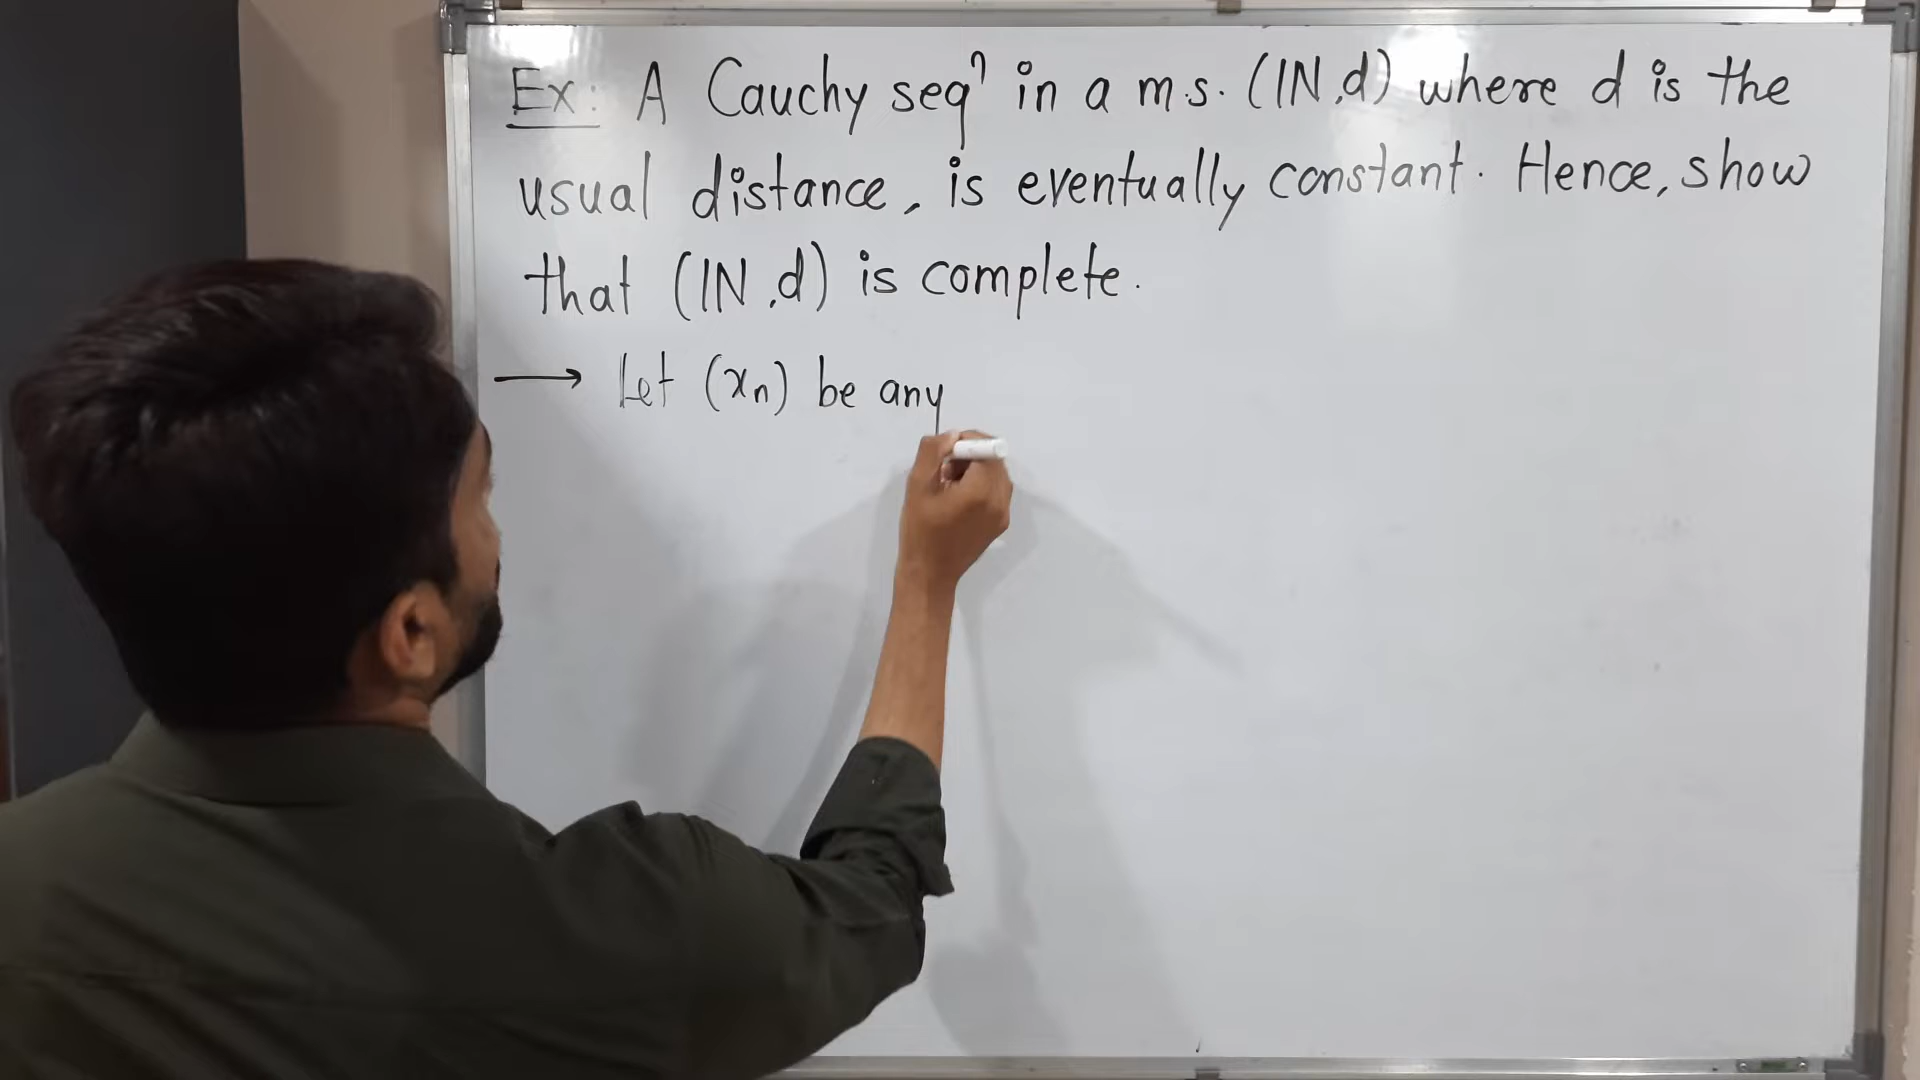 Ex: A Cauchy seqⁿ in a m.s. (IN, d) where d is the
usual distance, is eventually constant. Hence, show
that (IN, d) is complete.
→ Let (xₙ) be any